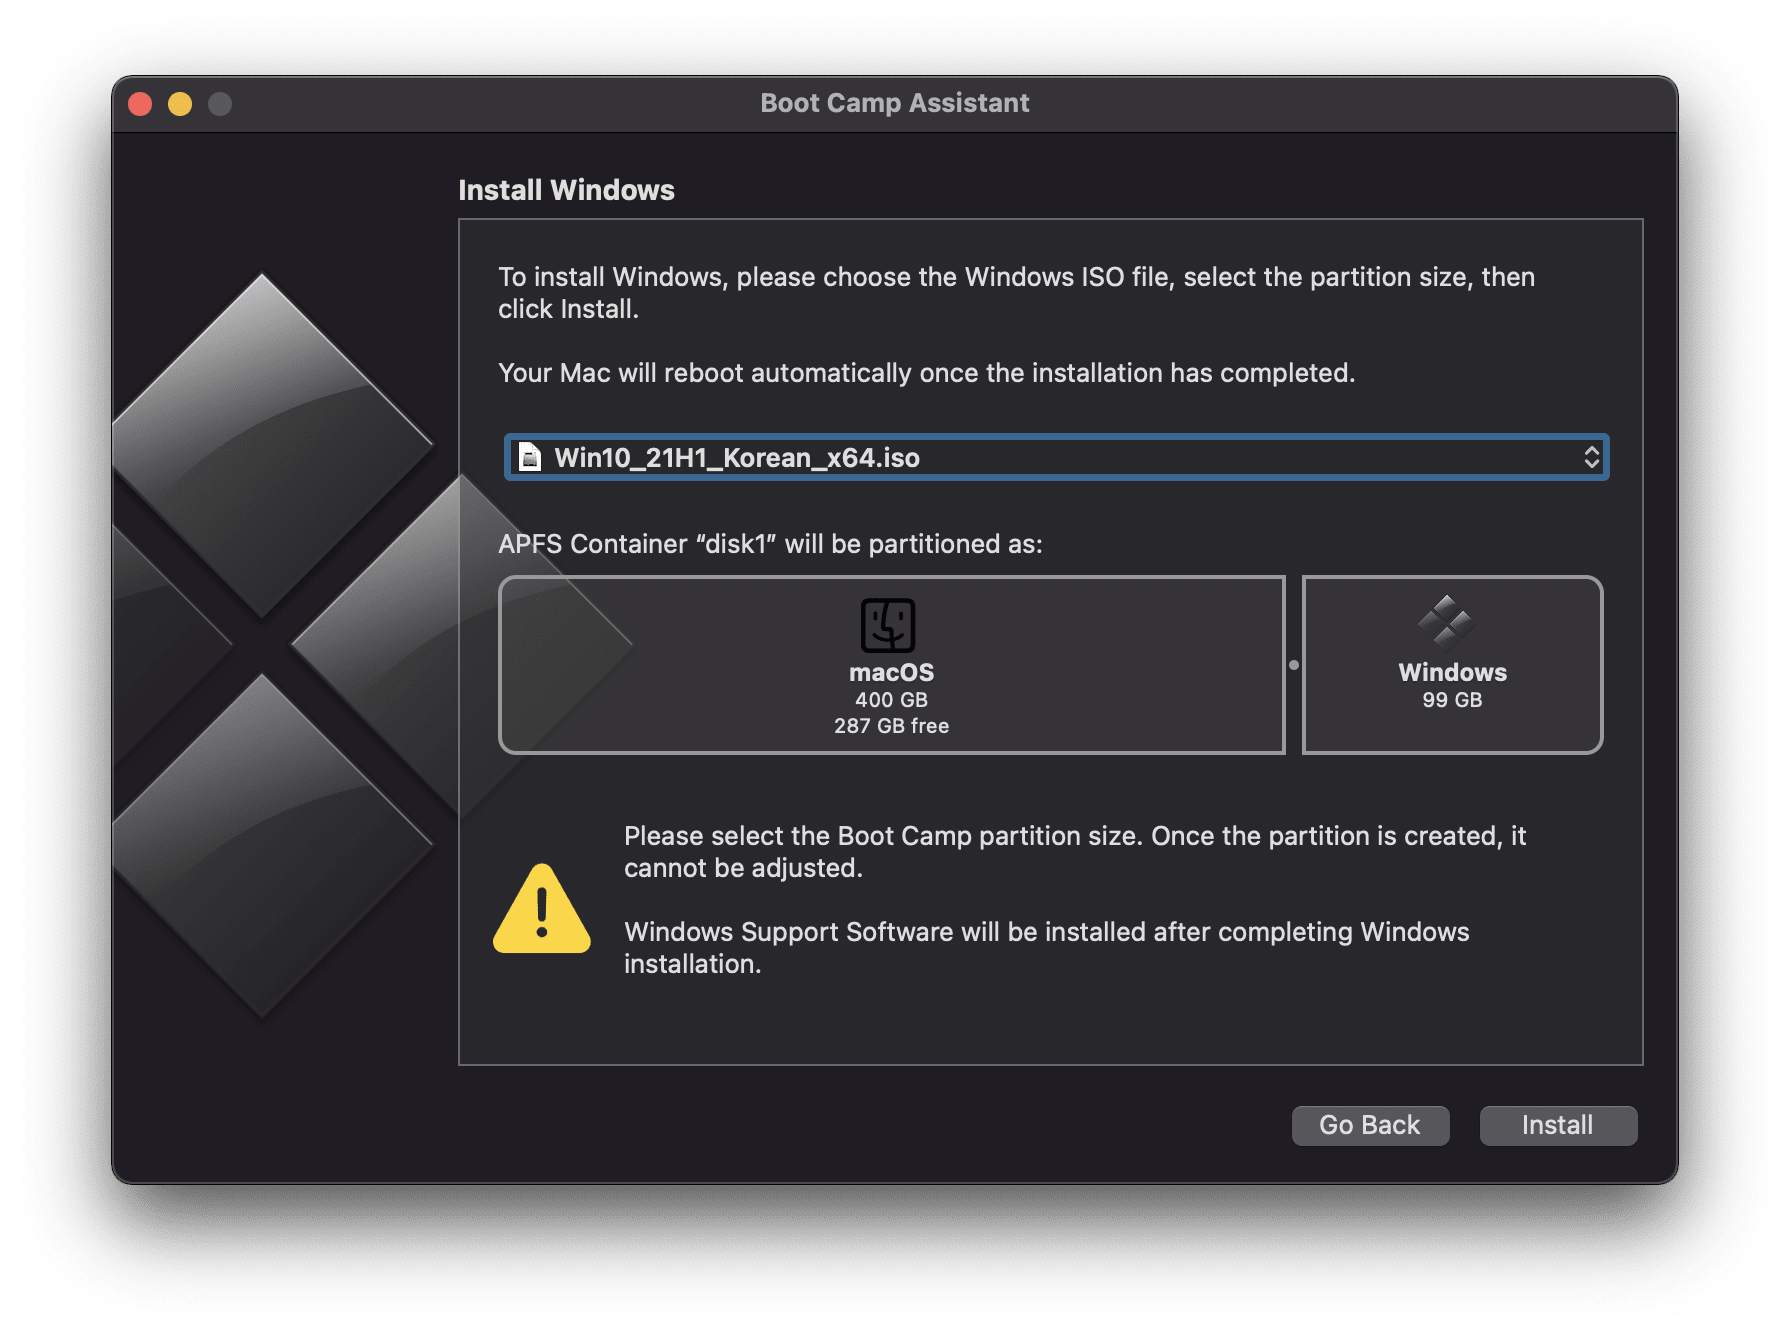 Boot Camp Assistant
Install Windows
To install Windows, please choose the Windows ISO file, select the partition size, then
click Install.
Your Mac will reboot automatically once the installation has completed.
Win10_21H1_Korean_x64.iso
APFS Container “disk1” will be partitioned as:
macOS
400 GB
287 GB free
Windows
99 GB
Please select the Boot Camp partition size. Once the partition is created, it
cannot be adjusted.
Windows Support Software will be installed after completing Windows
installation.
Go Back
Install